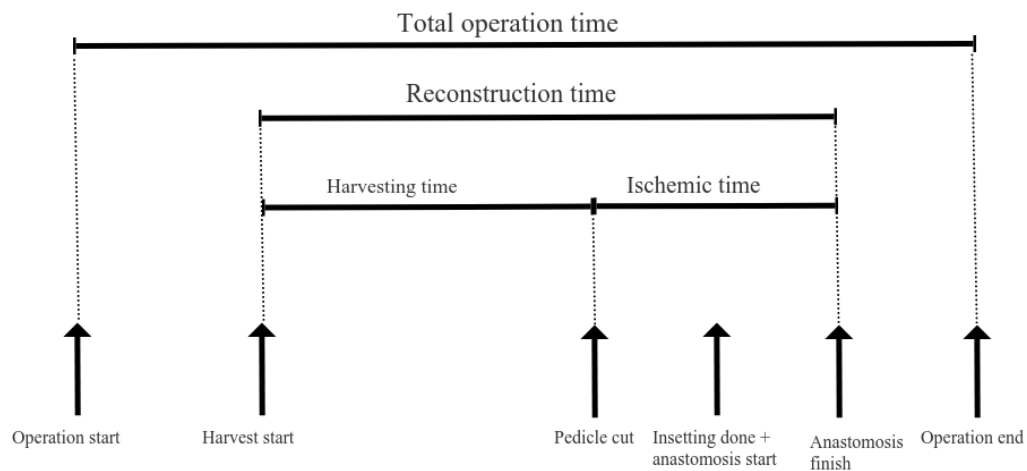 Total operation time
Reconstruction time
Harvesting time
Ischemic time
Operation start
Harvest start
Pedicle cut
Insetting done +
anastomosis start
Anastomosis
finish
Operation end